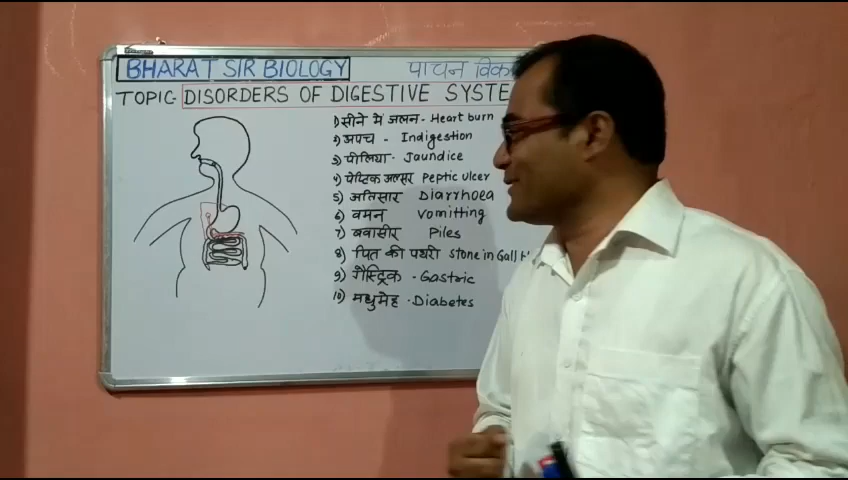 BHARAT SIR BIOLOGY पाचन
TOPIC- DISORDERS OF DIGESTIVE
1) सीने मे जलन - Heart burn
2) अपच - Indigestion
3) पीलिया - Jaundice
4) पेप्टिक अल्सर Peptic ulcer
5) अतिसार Diarrhoea
6) वमन Vomitting
7) बवासीर Piles
8) पित की पथरी Stone in Gall
9) गैस्ट्रिक - Gastric
10) मधुमेह - Diabetes